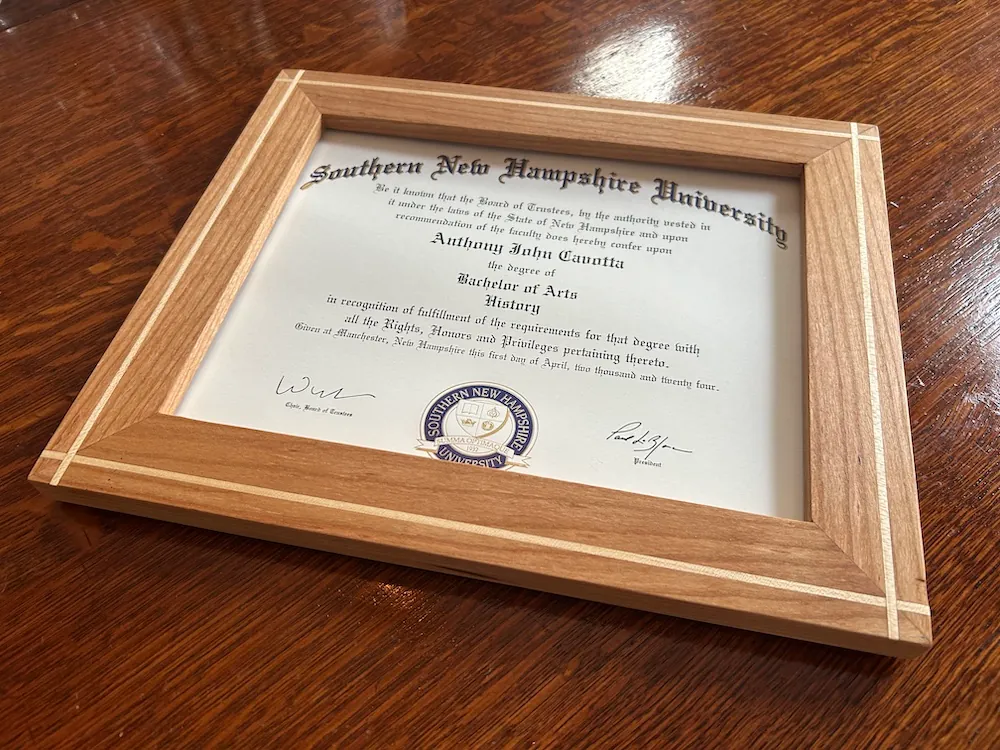 Southern New Hampshire University
Be it known that the Board of Trustees, by the authority vested in
it under the laws of the State of New Hampshire and upon
recommendation of the faculty does hereby confer upon
Anthony John Cavotta
the degree of
Bachelor of Arts
History
in recognition of fulfillment of the requirements for that degree with
all the Rights, Honors and Privileges pertaining thereto.
Given at Manchester, New Hampshire this first day of April, two thousand and twenty four.
Chair, Board of Trustees
SOUTHERN NEW HAMPSHIRE
SUMMA OPTIMAQUE
1932
UNIVERSITY
President